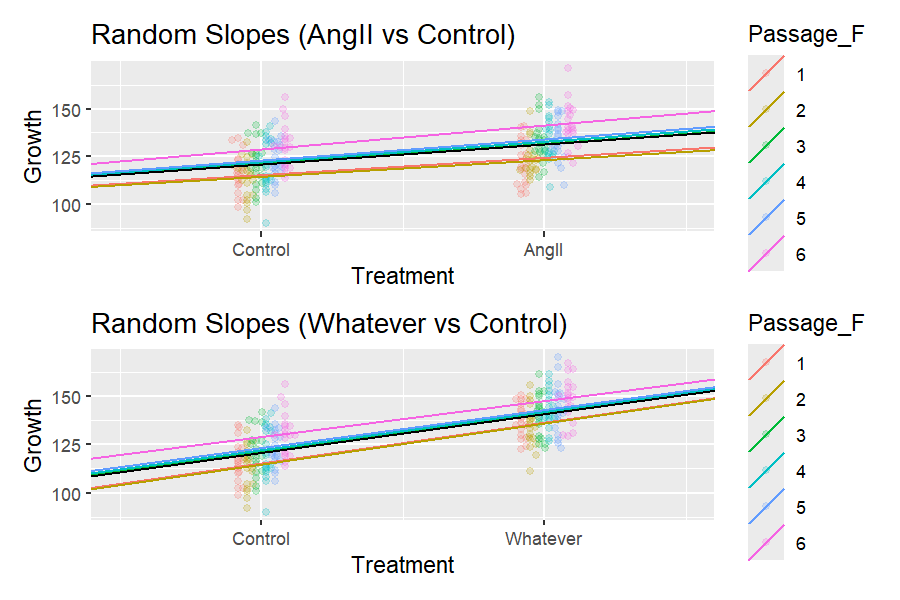 Random Slopes (AngII vs Control)
Growth
150
125
100
Control
AngII
Treatment
Passage_F
1
2
3
4
5
6
Random Slopes (Whatever vs Control)
Growth
150
125
100
Control
Whatever
Treatment
Passage_F
1
2
3
4
5
6